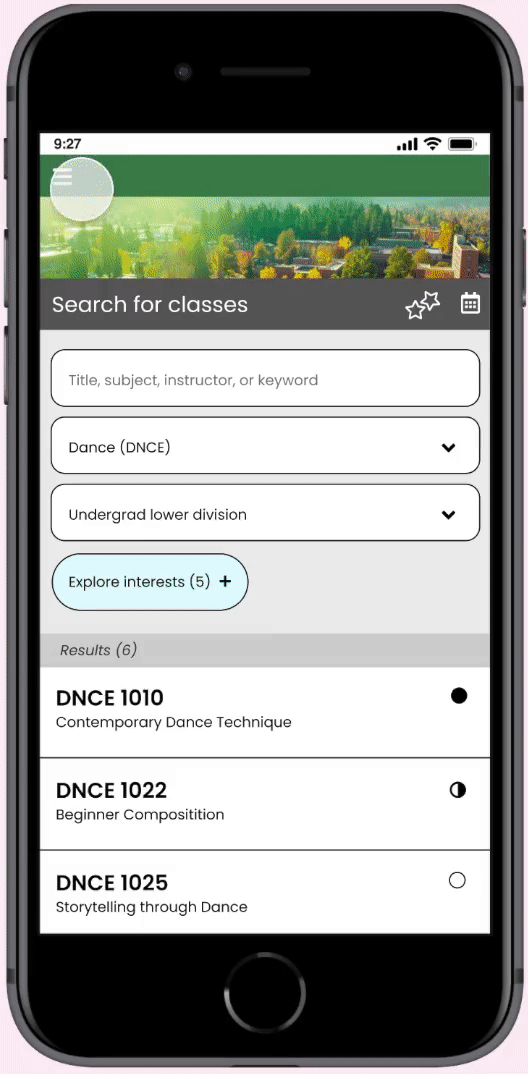 9:27
Search for classes
Title, subject, instructor, or keyword
Dance (DNCE)
Undergrad lower division
Explore interests (5) +
Results (6)
DNCE 1010
Contemporary Dance Technique
DNCE 1022
Beginner Compositition
DNCE 1025
Storytelling through Dance